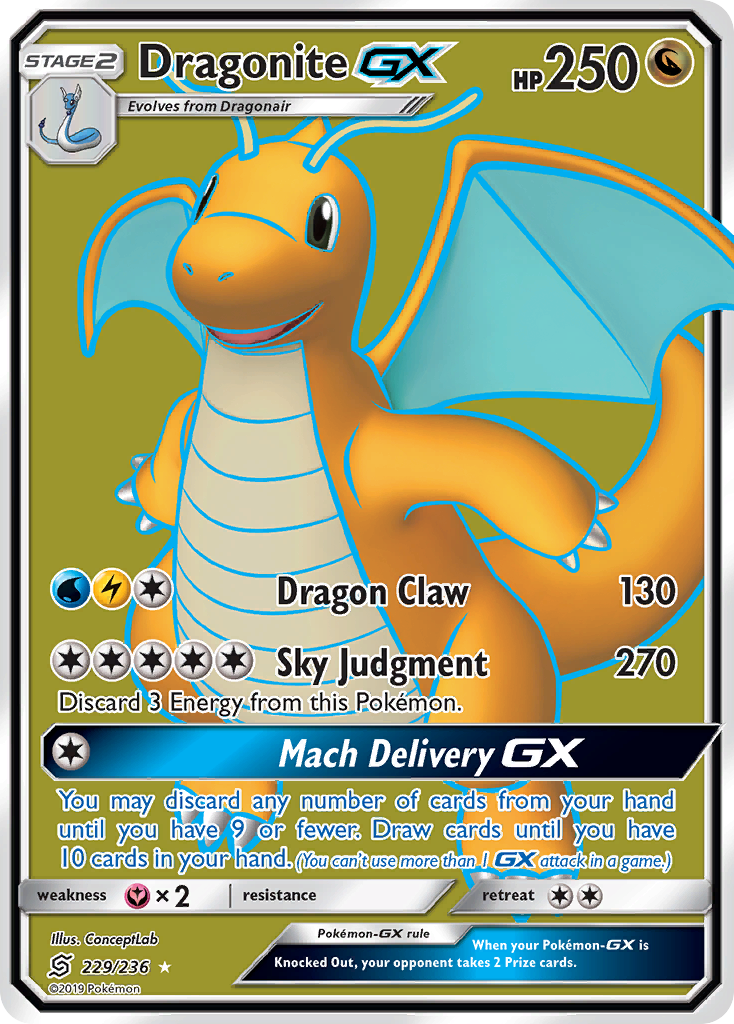 STAGE 2 Dragonite GX HP 250
Evolves from Dragonair
Dragon Claw 130
Sky Judgment 270
Discard 3 Energy from this Pokémon.
Mach Delivery GX
You may discard any number of cards from your hand
until you have 9 or fewer. Draw cards until you have
10 cards in your hand. (You can't use more than 1 GX attack in a game.)
weakness ×2 resistance retreat
Illus. ConceptLab
229/236
©2019 Pokémon
Pokémon-GX rule
When your Pokémon-GX is
Knocked Out, your opponent takes 2 Prize cards.